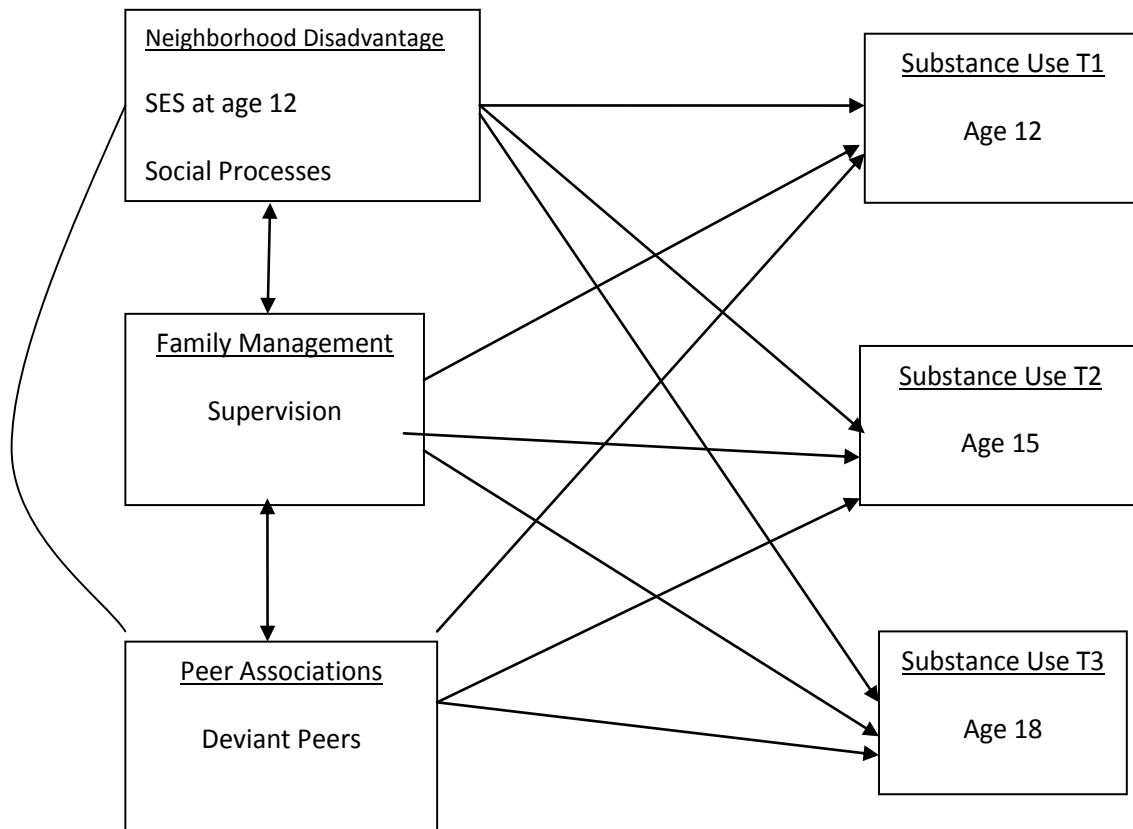 Neighborhood Disadvantage
SES at age 12
Social Processes
Family Management
Supervision
Peer Associations
Deviant Peers
Substance Use T1
Age 12
Substance Use T2
Age 15
Substance Use T3
Age 18